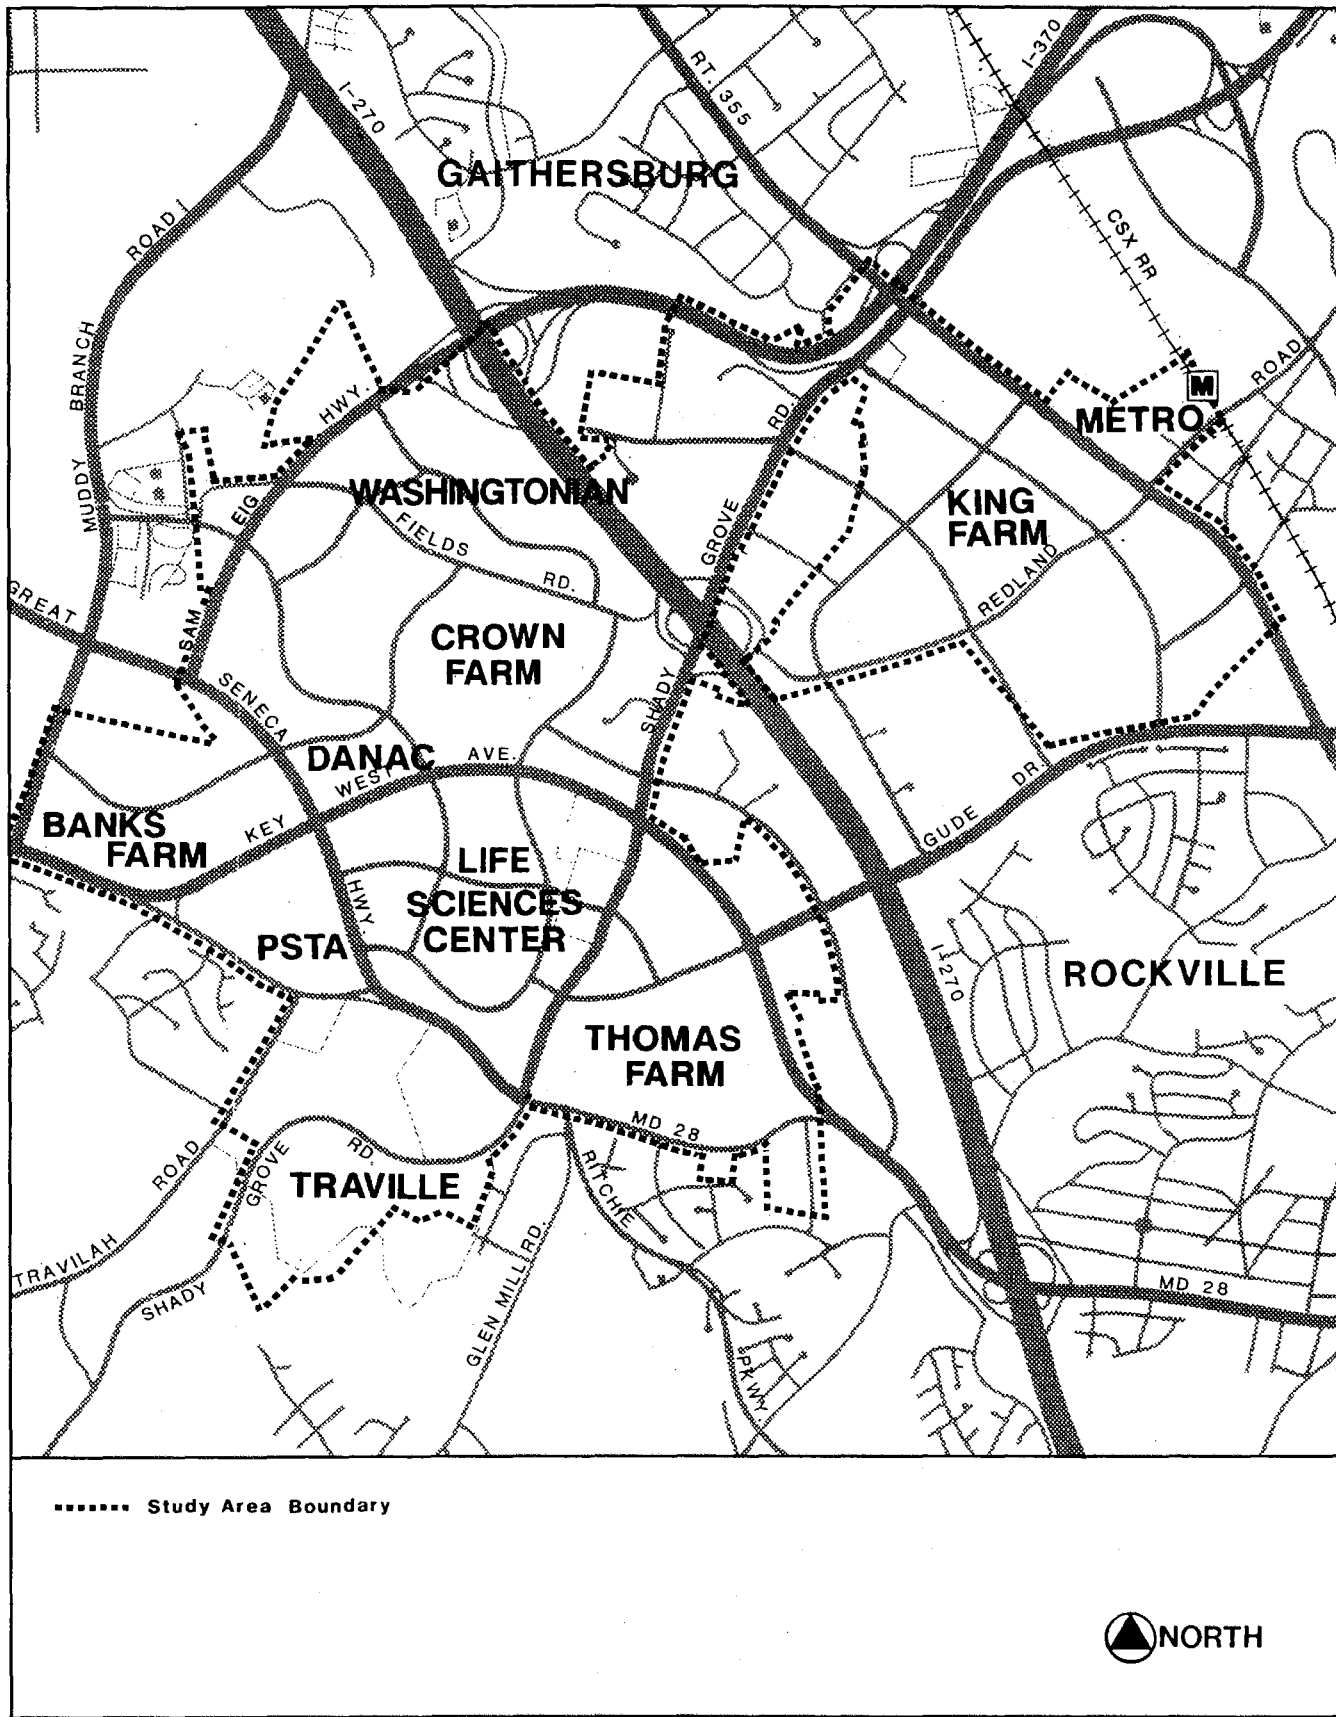 I-370
RT. 355
I-270
GAITHERSBURG
ROAD
CSX RR
MUDDY BRANCH
ROAD
M
METRO
HWY.
RD.
WASHINGTONIAN
KING
FARM
EIG
FIELDS RD.
GROVE
REDLAND
GREAT
SAM
CROWN
FARM
SENECA
SHADY
DANAC
WEST
AVE.
DR.
BANKS
FARM
KEY
GUDE
LIFE
SCIENCES
CENTER
HWY.
PSTA
I-270
ROCKVILLE
THOMAS
FARM
MD 28
ROAD
GROVE
RD.
TRAVILLE
RITCHIE
TRAVILAH
SHADY
GLEN MILL RD.
MD 28
PKWY.
Study Area Boundary
NORTH